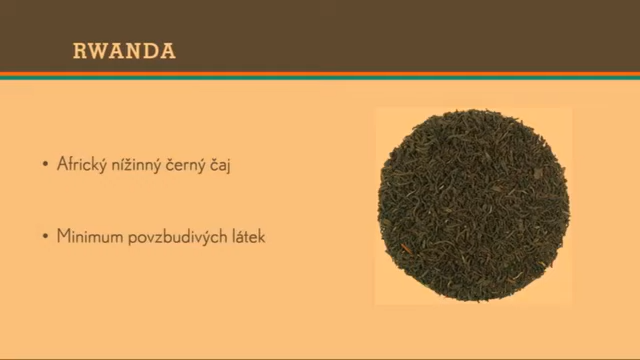 RWANDA
• Africký nížinný černý čaj
• Minimum povzbudivých látek